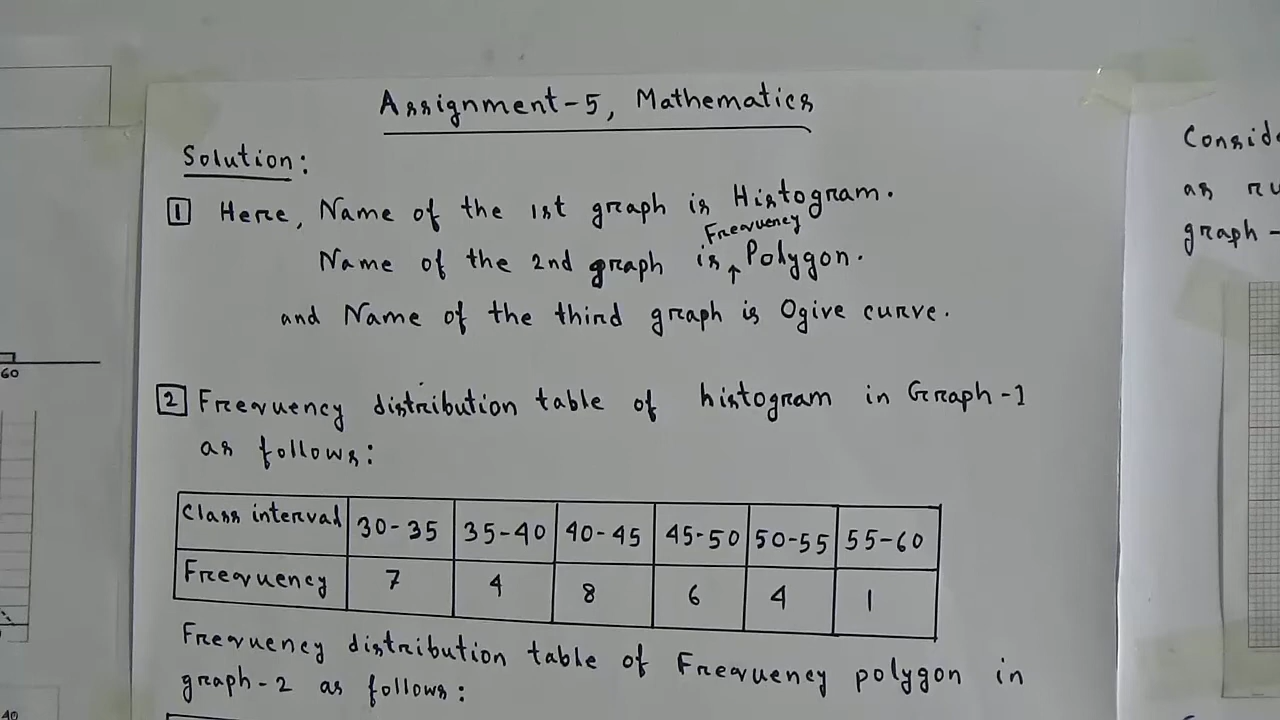 Assignment-5, Mathematics
Solution:
1 Here, Name of the 1st graph is Histogram.
Frequency
Name of the 2nd graph is ↑ Polygon.
and Name of the third graph is Ogive curve.
2 Frequency distribution table of histogram in Graph-1
as follows:
Class interval 30-35 35-40 40-45 45-50 50-55 55-60
Frequency 7 4 8 6 4 1
Frequency distribution table of Frequency polygon in
graph-2 as follows:
60
40
as
graph-